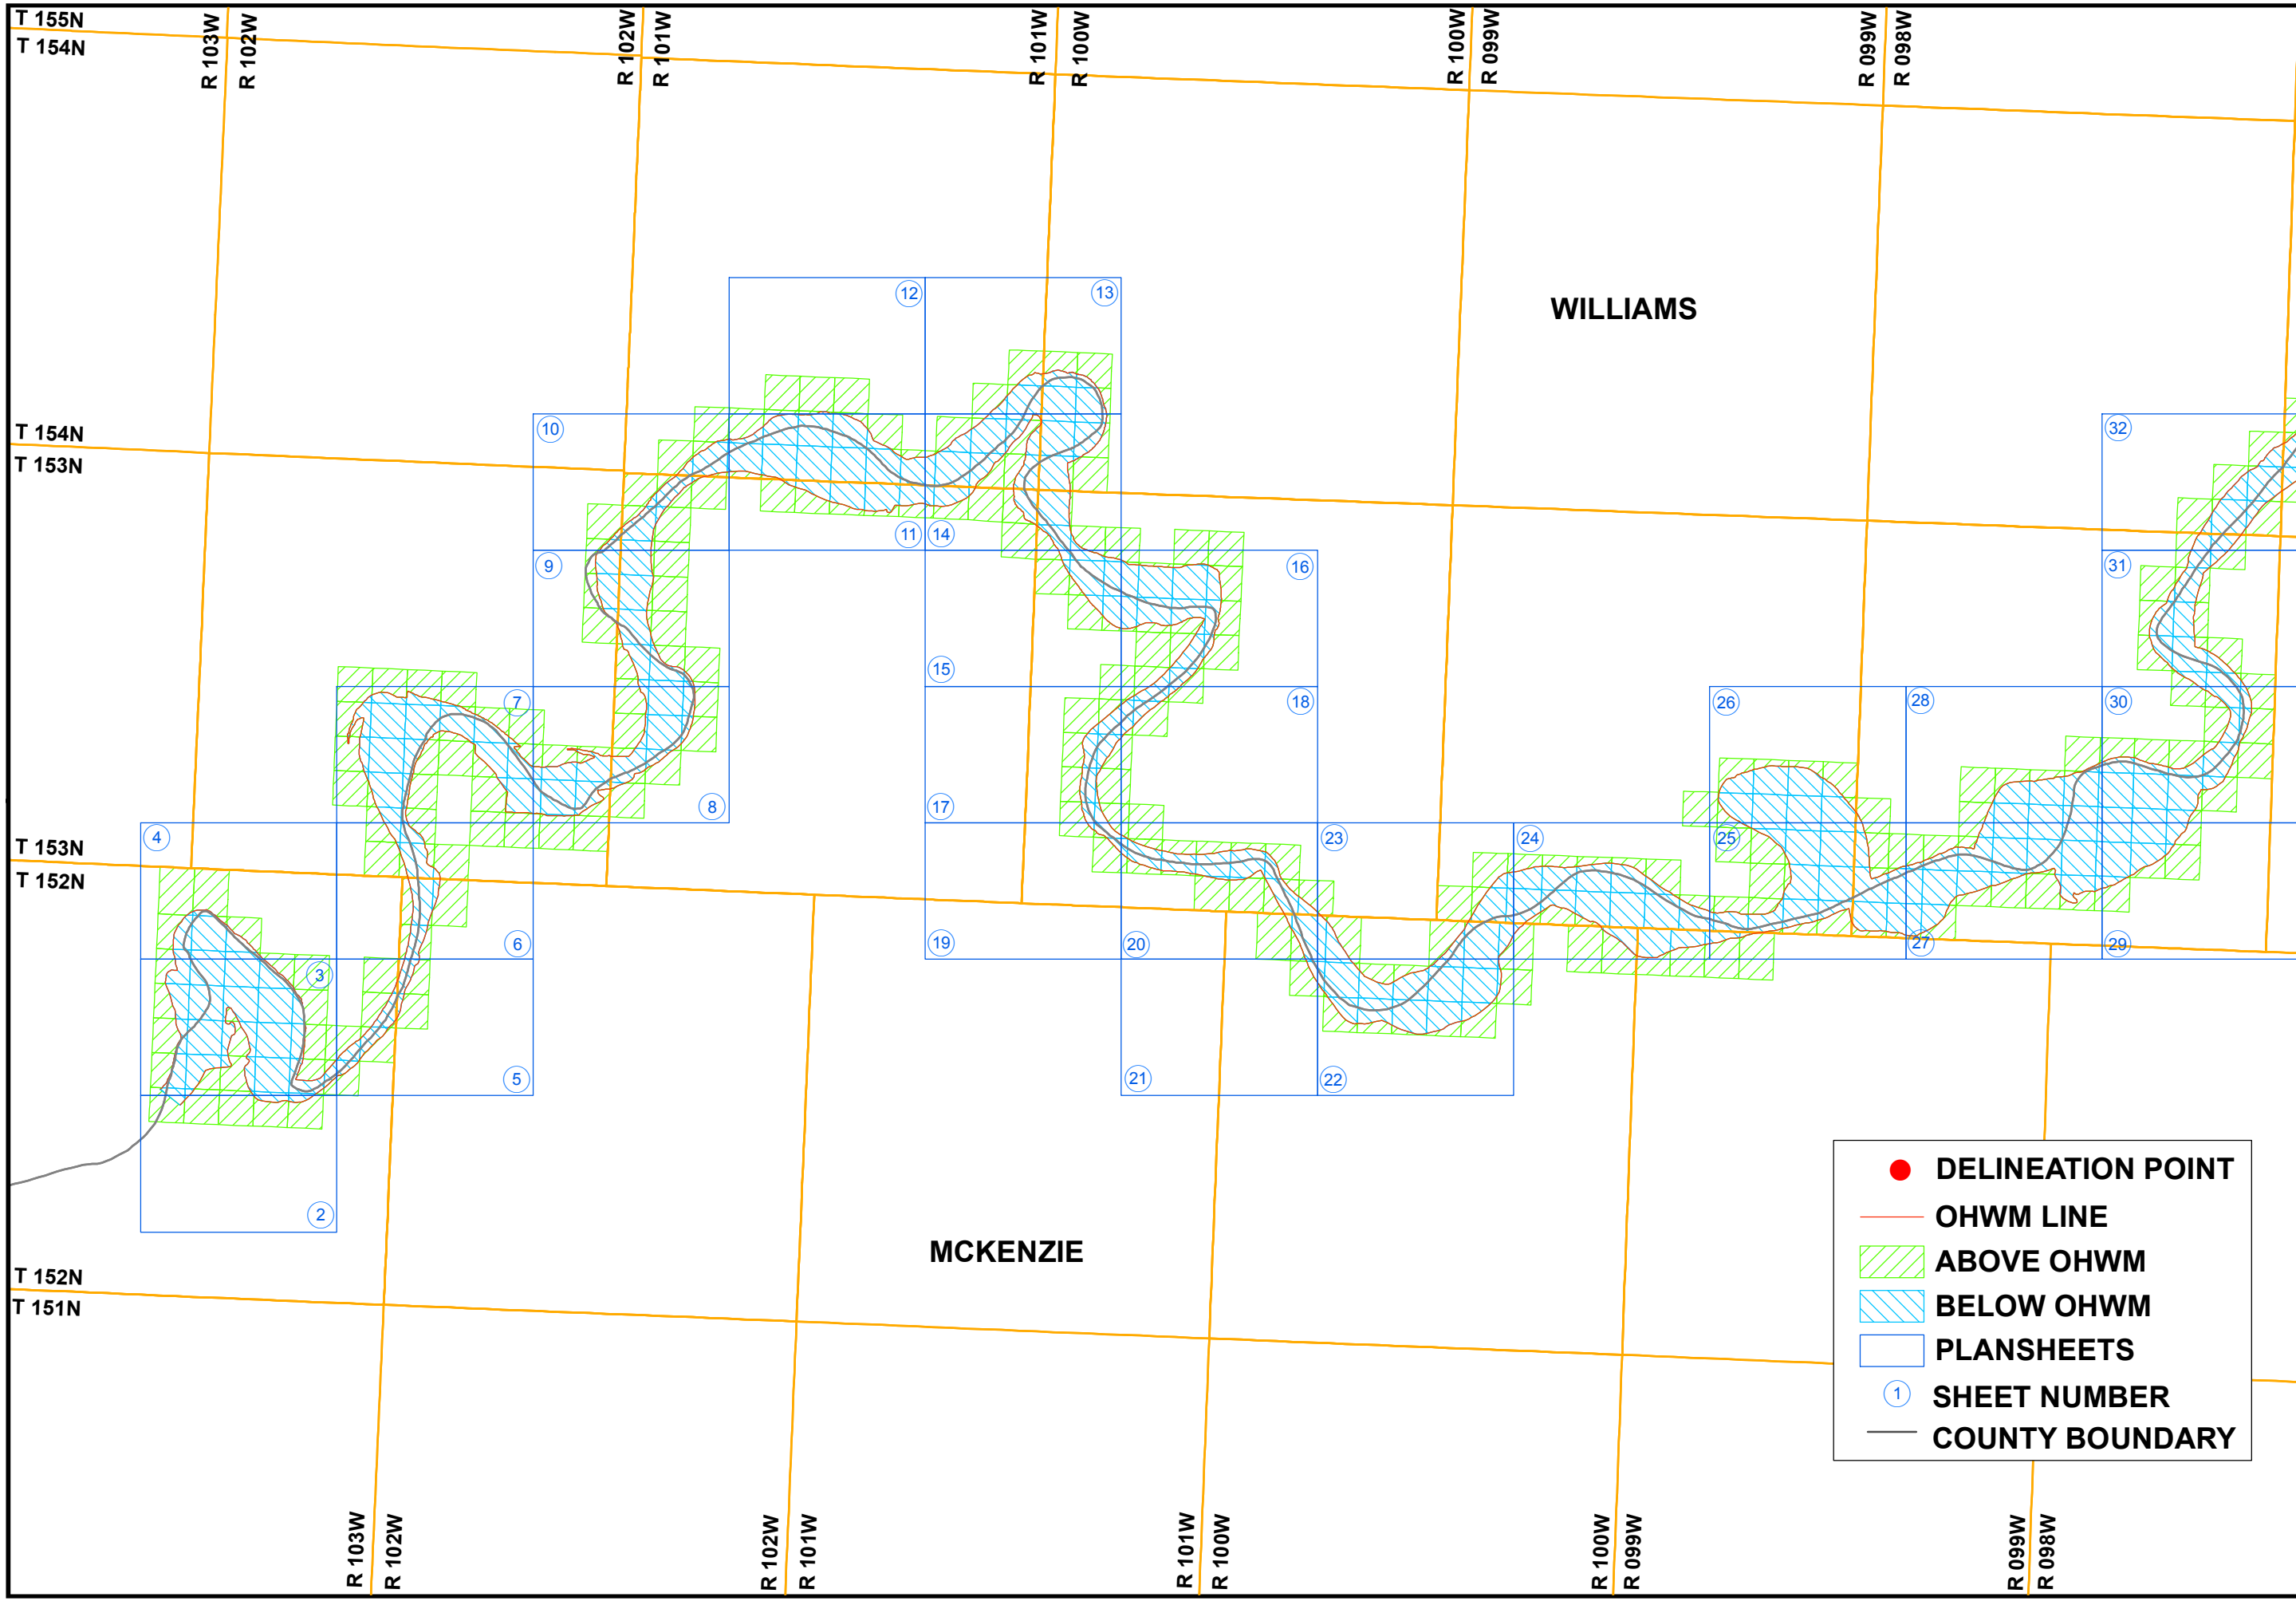 T 155N
T 154N
R 103W
R 102W
R 102W
R 101W
R 101W
R 100W
R 100W
R 099W
R 099W
R 098W
12
13
WILLIAMS
T 154N
T 153N
10
32
11
14
9
16
31
15
7
18
26
28
30
8
17
4
23
24
25
T 153N
T 152N
6
19
20
27
29
3
5
21
22
2
MCKENZIE
T 152N
T 151N
DELINEATION POINT
OHWM LINE
ABOVE OHWM
BELOW OHWM
PLANSHEETS
1 SHEET NUMBER
COUNTY BOUNDARY
R 103W
R 102W
R 102W
R 101W
R 101W
R 100W
R 100W
R 099W
R 099W
R 098W